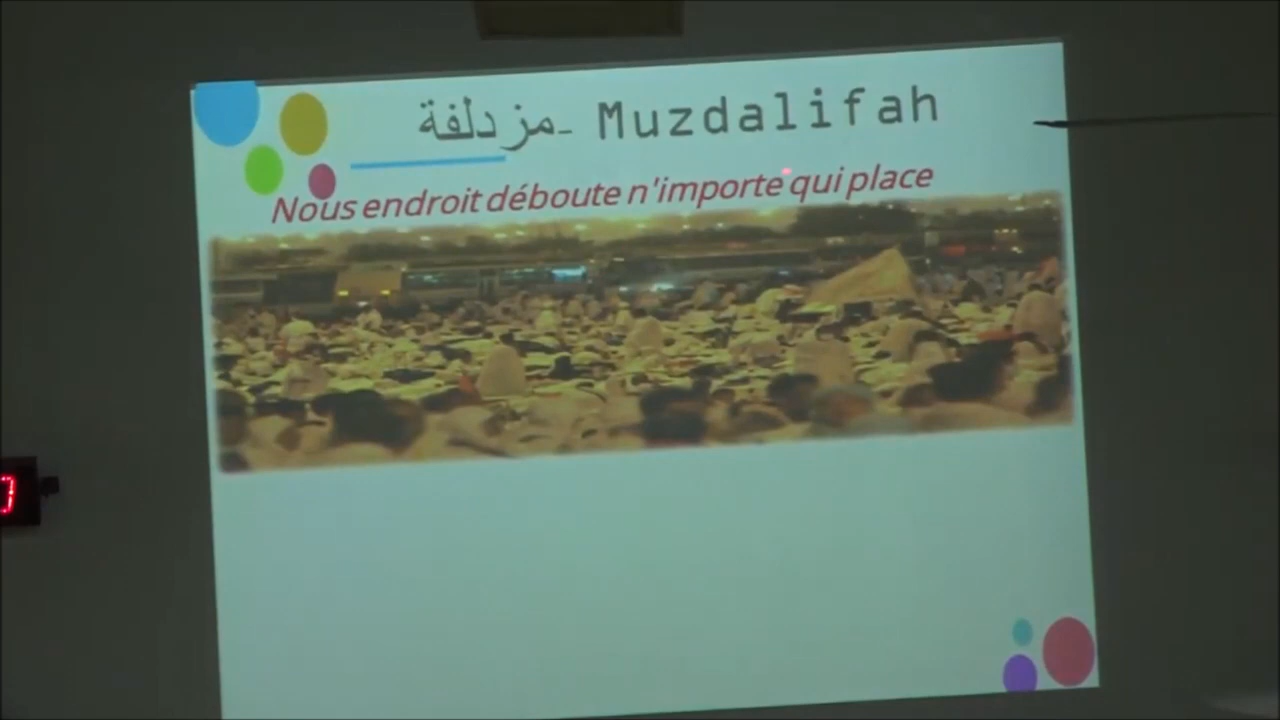 مزدلفة- Muzdalifah
Nous endroit déboute n'importe qui place